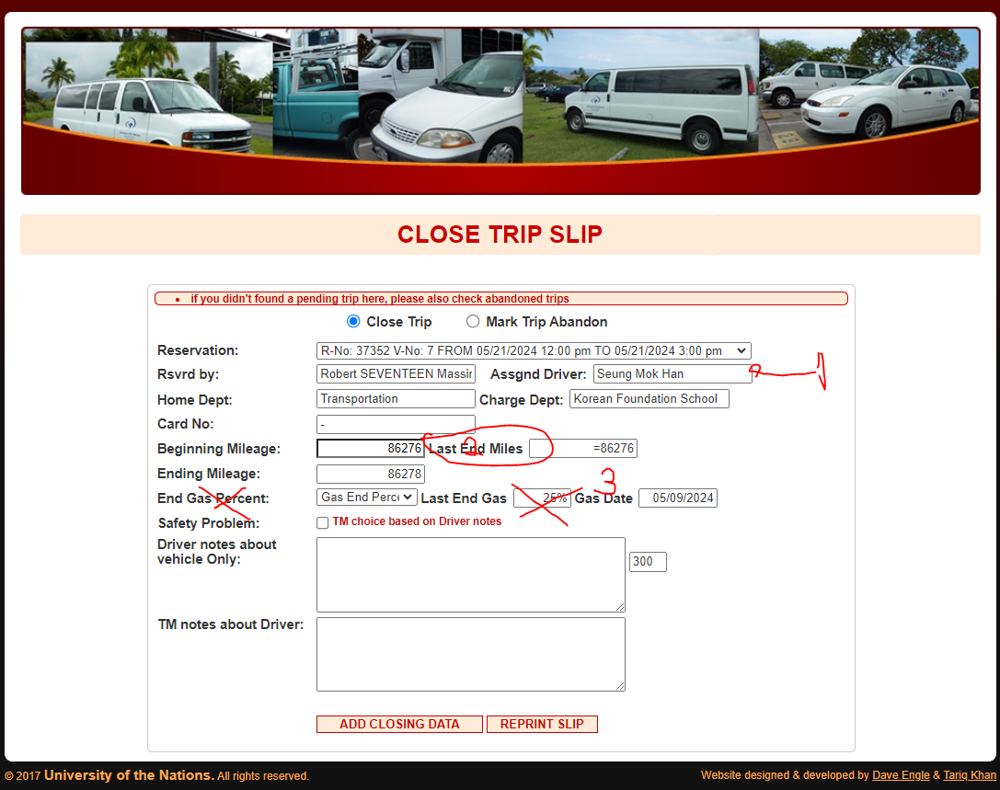 CLOSE TRIP SLIP
if you didn't found a pending trip here, please also check abandoned trips
Close Trip Mark Trip Abandon
Reservation: R-No: 37352 V-No: 7 FROM 05/21/2024 12:00 pm TO 05/21/2024 3:00 pm
Rsvrd by: Robert SEVENTEEN Massir Assgnd Driver: Seung Mok Han 1
Home Dept: Transportation Charge Dept: Korean Foundation School
Card No: -
Beginning Mileage: 86276 Last End Miles 2 =86276
Ending Mileage: 86278
End Gas Percent: Gas End Perce Last End Gas 25% Gas Date 3 05/09/2024
Safety Problem: TM choice based on Driver notes
Driver notes about
vehicle Only: 300
TM notes about Driver:
ADD CLOSING DATA REPRINT SLIP
© 2017 University of the Nations. All rights reserved. Website designed & developed by Dave Engle & Tariq Khan